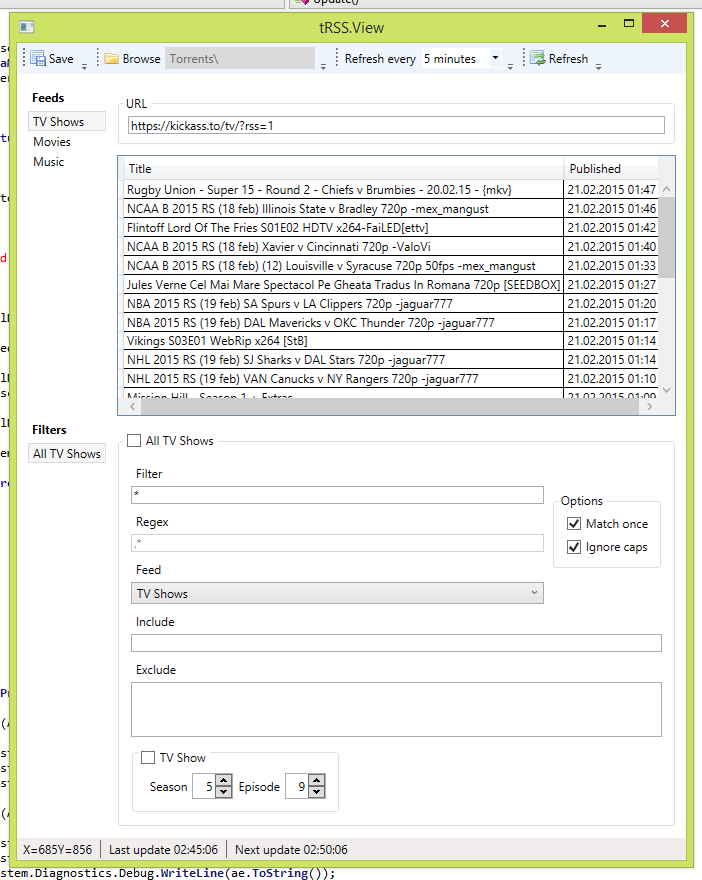 Update()
tRSS.View
Save Browse Torrents\ Refresh every 5 minutes Refresh
Feeds
TV Shows
Movies
Music
URL
https://kickass.to/tv/?rss=1
Title Published
Rugby Union - Super 15 - Round 2 - Chiefs v Brumbies - 20.02.15 - {mkv} 21.02.2015 01:47
NCAA B 2015 RS (18 feb) Illinois State v Bradley 720p -mex_mangust 21.02.2015 01:46
Flintoff Lord Of The Fries S01E02 HDTV x264-FaiLED[ettv] 21.02.2015 01:42
NCAA B 2015 RS (18 feb) Xavier v Cincinnati 720p -ValoVi 21.02.2015 01:40
NCAA B 2015 RS (18 feb) (12) Louisville v Syracuse 720p 50fps -mex_mangust 21.02.2015 01:33
Jules Verne Cel Mai Mare Spectacol Pe Gheata Tradus In Romana 720p [SEEDBOX] 21.02.2015 01:27
NBA 2015 RS (19 feb) SA Spurs v LA Clippers 720p -jaguar777 21.02.2015 01:20
NBA 2015 RS (19 feb) DAL Mavericks v OKC Thunder 720p -jaguar777 21.02.2015 01:17
Vikings S03E01 WebRip x264 [StB] 21.02.2015 01:14
NHL 2015 RS (19 feb) SJ Sharks v DAL Stars 720p -jaguar777 21.02.2015 01:14
NHL 2015 RS (19 feb) VAN Canucks v NY Rangers 720p -jaguar777 21.02.2015 01:10
Mission Hill - Season 1 + Extras 21.02.2015 01:09
Filters
All TV Shows
All TV Shows
Filter
*
Regex
.*
Feed
TV Shows
Include
Exclude
Options
Match once
Ignore caps
TV Show
Season 5 Episode 9
X=685Y=856 Last update 02:45:06 Next update 02:50:06
stem.Diagnostics.Debug.WriteLine(ae.ToString());